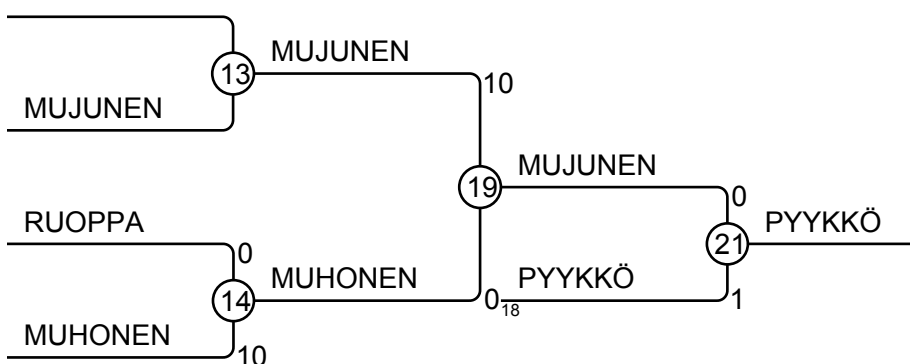 MUJUNEN
13
10
MUJUNEN
MUJUNEN
19
0
RUOPPA
PYYKKÖ
21
0
MUHONEN
PYYKKÖ
14
0
18
1
MUHONEN
10